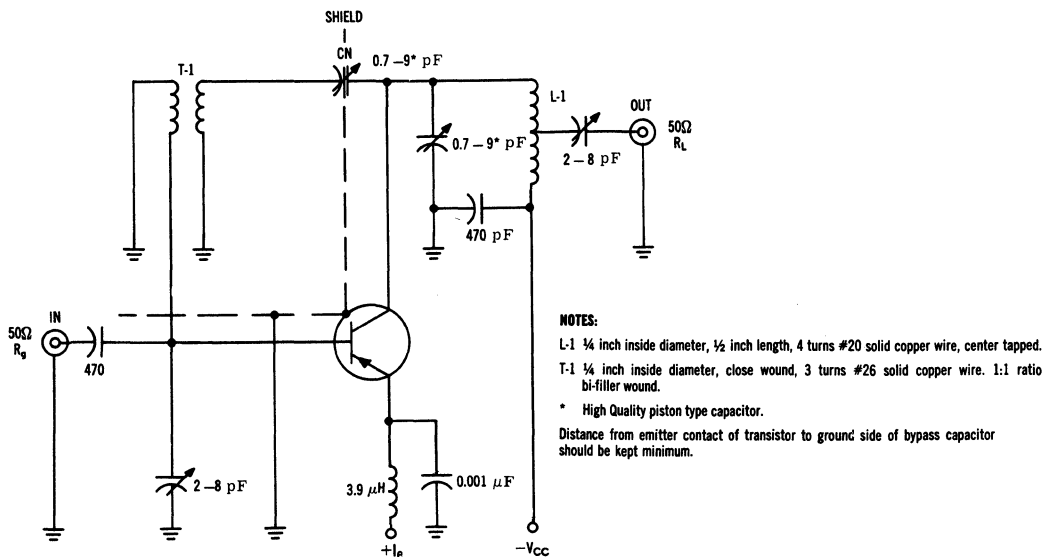 SHIELD
CN
0.7 – 9* pF
T-1
L-1
OUT
50Ω
RL
0.7 – 9* pF
2 – 8 pF
470 pF
IN
50Ω
Rg
470
2 – 8 pF
3.9 μH
0.001 μF
+Ie
−VCC
NOTES:
L-1 ¼ inch inside diameter, ½ inch length, 4 turns #20 solid copper wire, center tapped.
T-1 ¼ inch inside diameter, close wound, 3 turns #26 solid copper wire. 1:1 ratio
bi-filler wound.
* High Quality piston type capacitor.
Distance from emitter contact of transistor to ground side of bypass capacitor
should be kept minimum.